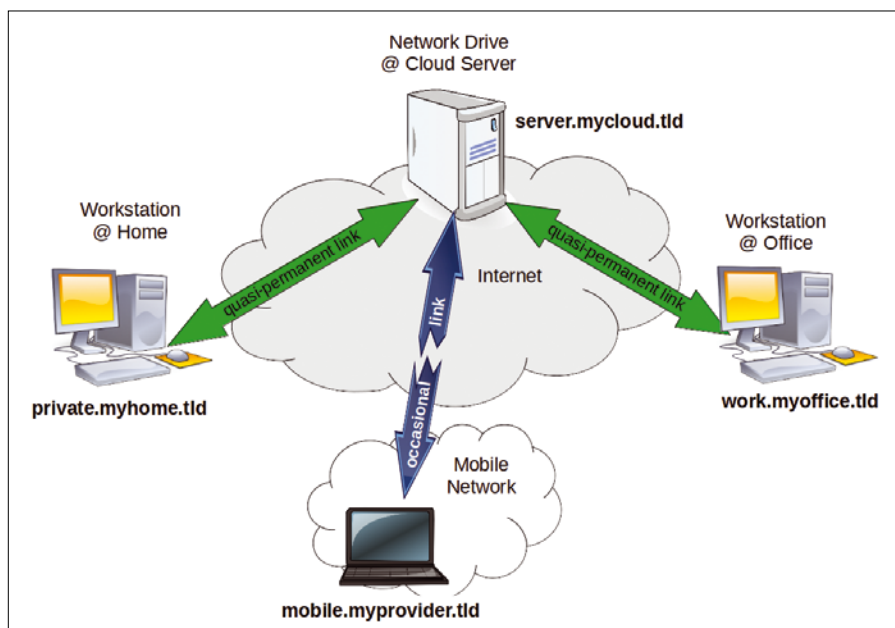 Network Drive
@ Cloud Server
server.mycloud.tld
Workstation
@ Home
Workstation
@ Office
quasi-permanent link
quasi-permanent link
Internet
link
occasional
private.myhome.tld
work.myoffice.tld
Mobile
Network
mobile.myprovider.tld